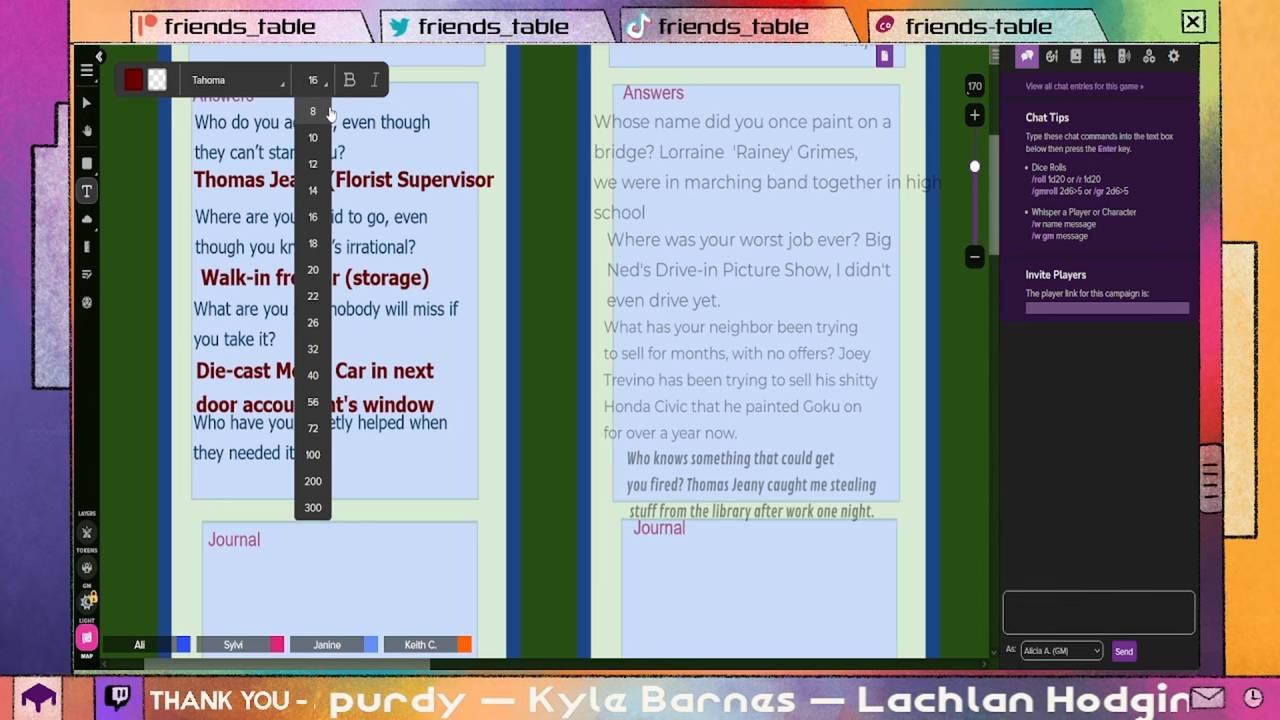 friends_table
friends_table
friends_table
friends-table
Tahoma
16
8
10
12
14
16
18
20
22
26
32
40
56
72
100
200
300
Answers
Who do you even though
they can't
Thomas (Florist Supervisor
Where are you to go, even
though you irrational?
Walk-in (storage)
What are you nobody will miss if
you take it?
Die-cast Car in next
door window
Who have you helped when
they needed it
Journal
Answers
Whose name did you once paint on a
bridge? Lorraine 'Rainey' Grimes,
we were in marching band together in high
school
Where was your worst job ever? Big
Ned's Drive-in Picture Show, I didn't
even drive yet.
What has your neighbor been trying
to sell for months, with no offers? Joey
Trevino has been trying to sell his shitty
Honda Civic that he painted Goku on
for over a year now.
Who knows something that could get
you fired? Thomas Jeany caught me stealing
stuff from the library after work one night.
Journal
170
View all chat entries for this game »
Chat Tips
Type these chat commands into the text box
below then press the Enter key.
• Dice Rolls
/roll 1d20 or /r 1d20
/gmroll 2d6>5 or /gr 2d6>5
• Whisper a Player or Character
/w name message
/w gm message
Invite Players
The player link for this campaign is:
As: Alicia A. (GM) Send
LAYERS
TOKENS
GM
LIGHT
MAP
Ali
Sylvi
Janine
Keith C.
THANK YOU - purdy — Kyle Barnes — Lachlan Hodgin